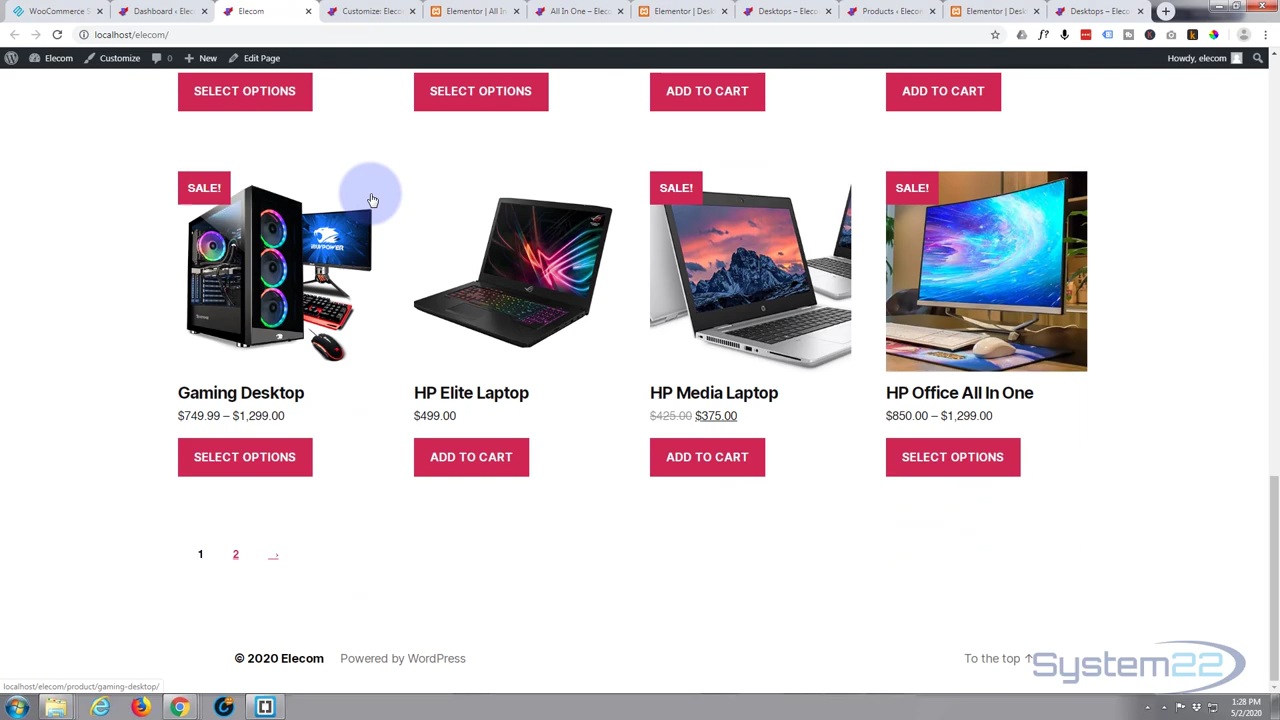 WooCommerce S
Dashboard ‹ Elec
Elecom
Customize: Elecom
Elementor | All In
All In One – Elec
Elementor | Desk
Desktops – Elec
Products ‹ Elecom
Elementor | Desk
Desktops – Elec
localhost/elecom/
Elecom
Customize
0
New
Edit Page
Howdy, elecom
SELECT OPTIONS
SELECT OPTIONS
ADD TO CART
ADD TO CART
SALE!
SALE!
SALE!
iBUYPOWER
Gaming Desktop
HP Elite Laptop
HP Media Laptop
HP Office All In One
$749.99 – $1,299.00
$499.00
$425.00 $375.00
$850.00 – $1,299.00
SELECT OPTIONS
ADD TO CART
ADD TO CART
SELECT OPTIONS
1 2 →
© 2020 Elecom Powered by WordPress
To the top ↑
System22
localhost/elecom/product/gaming-desktop/
1:28 PM
5/2/2020